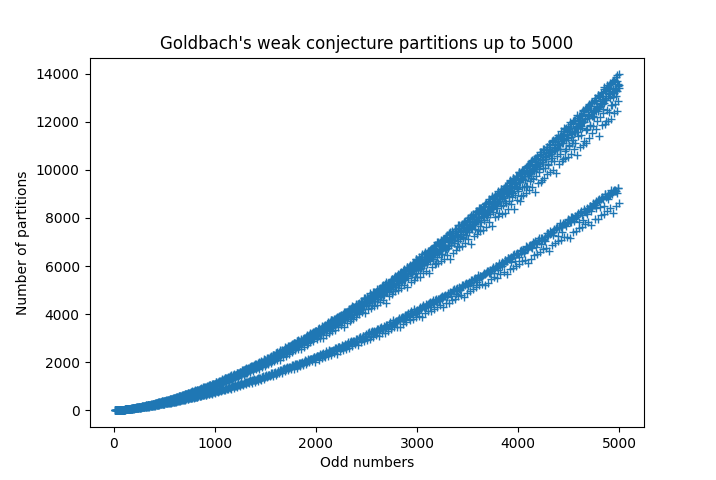 Goldbach's weak conjecture partitions up to 5000
14000
12000
10000
8000
6000
4000
2000
0
Number of partitions
0 1000 2000 3000 4000 5000
Odd numbers